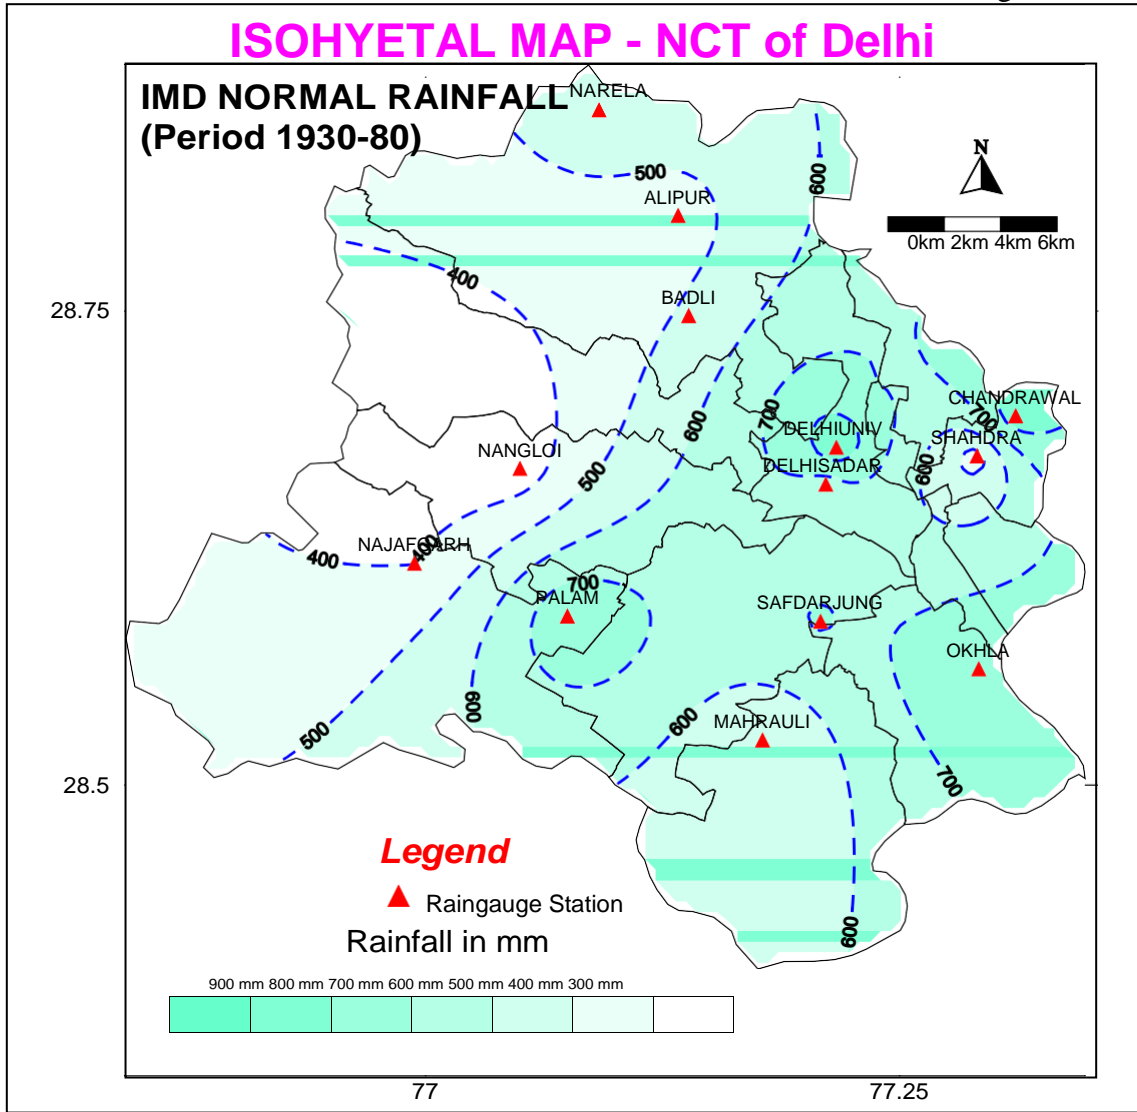 ISOHYETAL MAP - NCT of Delhi
IMD NORMAL RAINFALL
(Period 1930-80)
NARELA
N
500
600
ALIPUR
0km 2km 4km 6km
400
BADLI
28.75
CHANDRAWAL
700
700
600
DELHIUNIV
SHAHDRA
NANGLOI
DELHISADAR
600
500
NAJAFGARH
400
400
700
PALAM
SAFDARJUNG
OKHLA
600
600
MAHRAULI
500
28.5
700
Legend
Raingauge Station
600
Rainfall in mm
900 mm 800 mm 700 mm 600 mm 500 mm 400 mm 300 mm
77
77.25